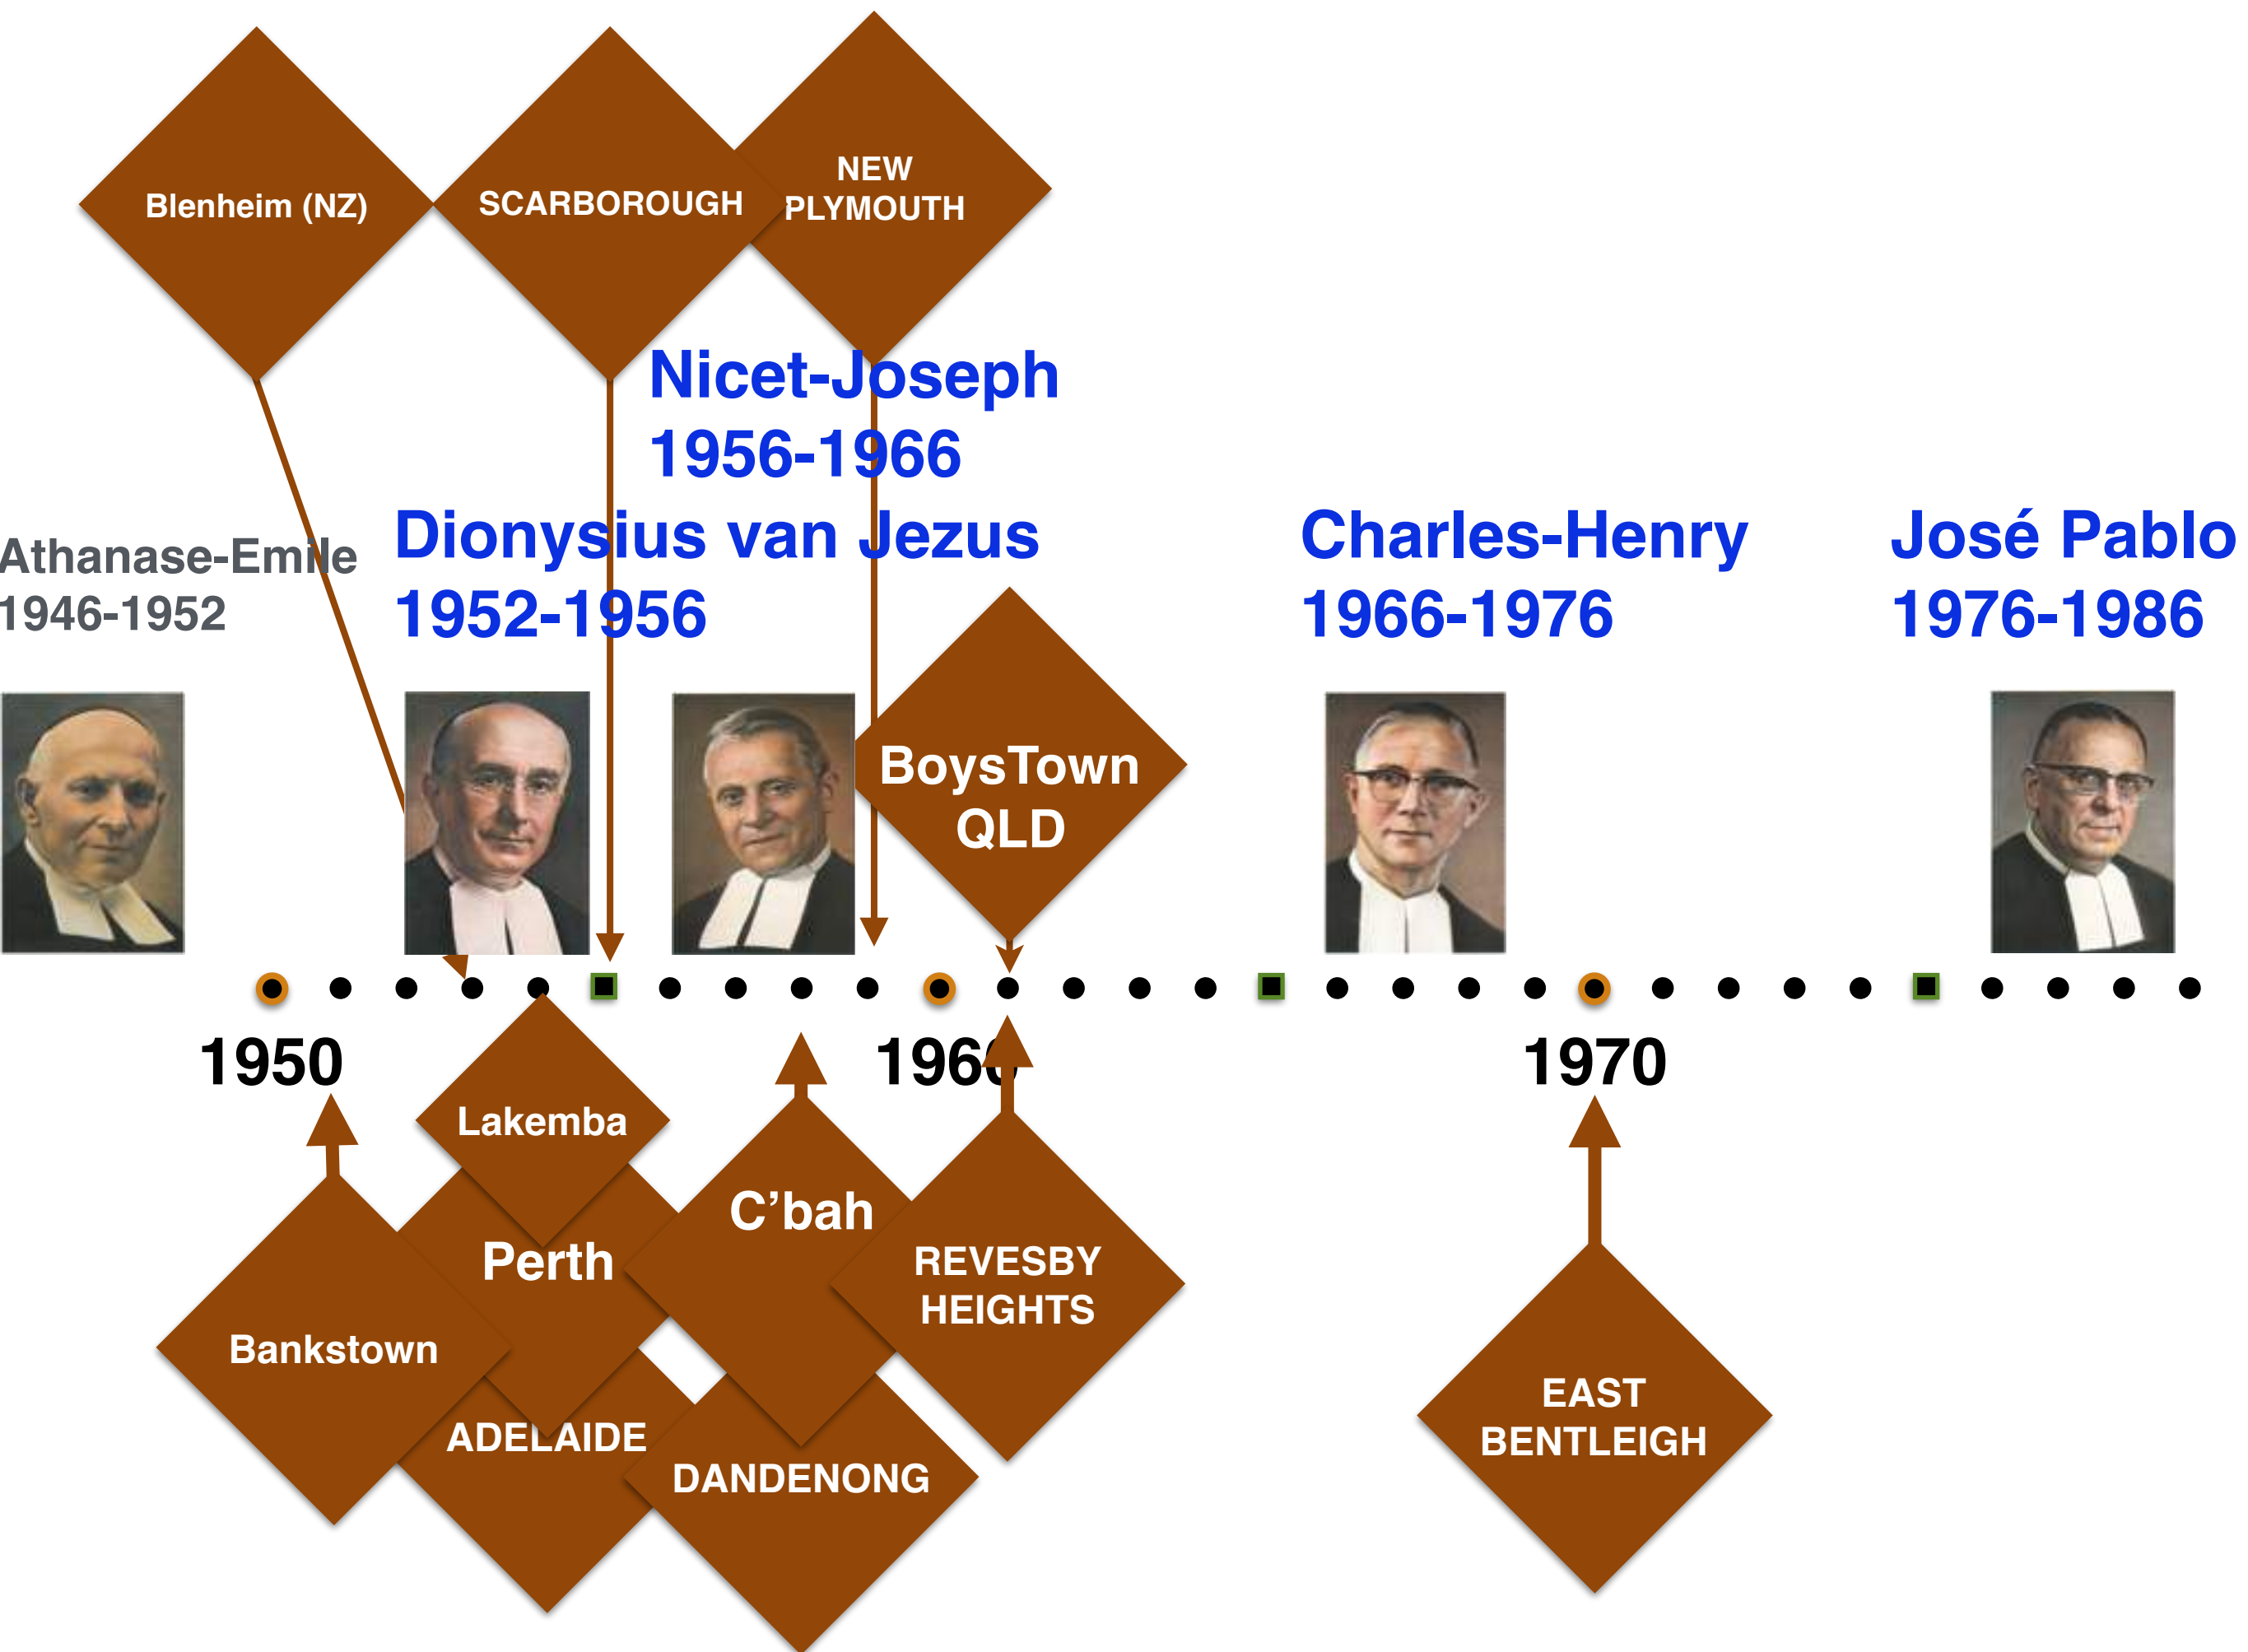 Blenheim (NZ)
SCARBOROUGH
NEW
PLYMOUTH
Nicet-Joseph
1956-1966
Athanase-Emile
1946-1952
Dionysius van Jezus
1952-1956
Charles-Henry
1966-1976
José Pablo
1976-1986
BoysTown
QLD
1950
1960
1970
Lakemba
Perth
C’bah
Bankstown
REVESBY
HEIGHTS
ADELAIDE
DANDENONG
EAST
BENTLEIGH